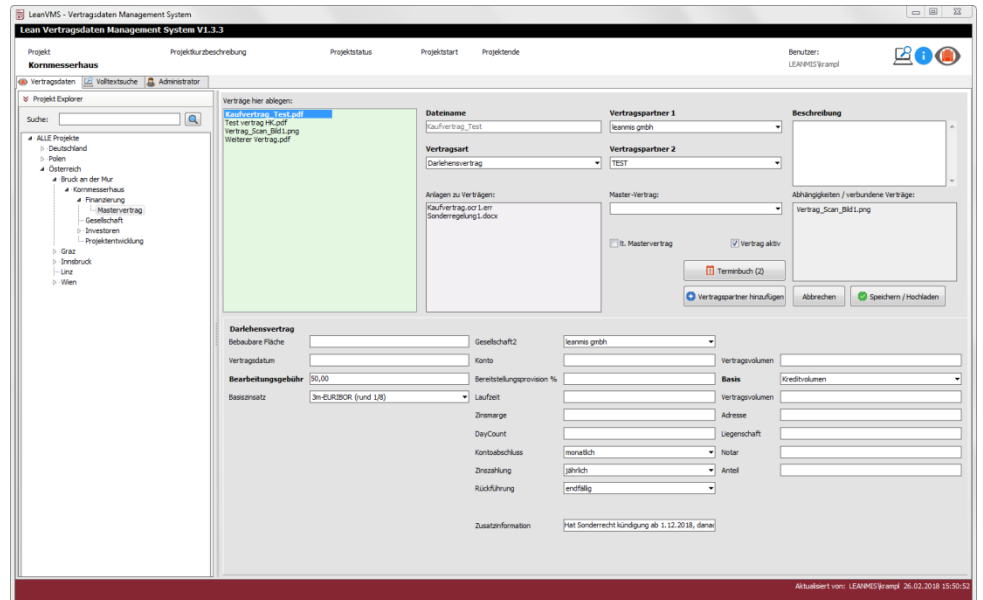 LeanVMS - Vertragsdaten Management System
Lean Vertragsdaten Management System V1.3.3
Projekt Projektkurzbeschreibung Projektstatus Projektstart Projektende Benutzer:
Kornmesserhaus LEANMIS\krampl
Vertragsdaten Volltextsuche Administrator
Projekt Explorer
Suche:
ALLE Projekte
Deutschland
Polen
Österreich
Bruck an der Mur
Kornmesserhaus
Finanzierung
Mastervertrag
Gesellschaft
Investoren
Projektentwicklung
Graz
Innsbruck
Linz
Wien
Verträge hier ablegen:
Kaufvertrag_Test.pdf
Test vertrag HK.pdf
Vertrag_Scan_Bild1.png
Weiterer Vertrag.pdf
Dateiname Vertragspartner 1 Beschreibung
Kaufvertrag_Test leanmis gmbh
Vertragsart Vertragspartner 2
Darlehensvertrag TEST
Anlagen zu Verträgen: Master-Vertrag: Abhängigkeiten / verbundene Verträge:
Kaufvertrag.ocr1.err Vertrag_Scan_Bild1.png
Sonderregelung1.docx
lt. Mastervertrag Vertrag aktiv
Terminbuch (2)
Vertragspartner hinzufügen Abbrechen Speichern / Hochladen
Darlehensvertrag
Bebaubare Fläche Gesellschaft2 leanmis gmbh
Vertragsdatum Konto Vertragsvolumen
Bearbeitungsgebühr 50,00 Bereitstellungsprovision % Basis Kreditvolumen
Basiszinsatz 3m-EURIBOR (rund 1/8) Laufzeit Vertragsvolumen
Zinsmarge Adresse
DayCount Liegenschaft
Kontoabschluss monatlich Notar
Zinszahlung jährlich Anteil
Rückführung endfällig
Zusatzinformation Hat Sonderrecht kündigung ab 1.12.2018, danac
Aktualisiert von: LEANMIS\krampl 26.02.2018 15:50:52